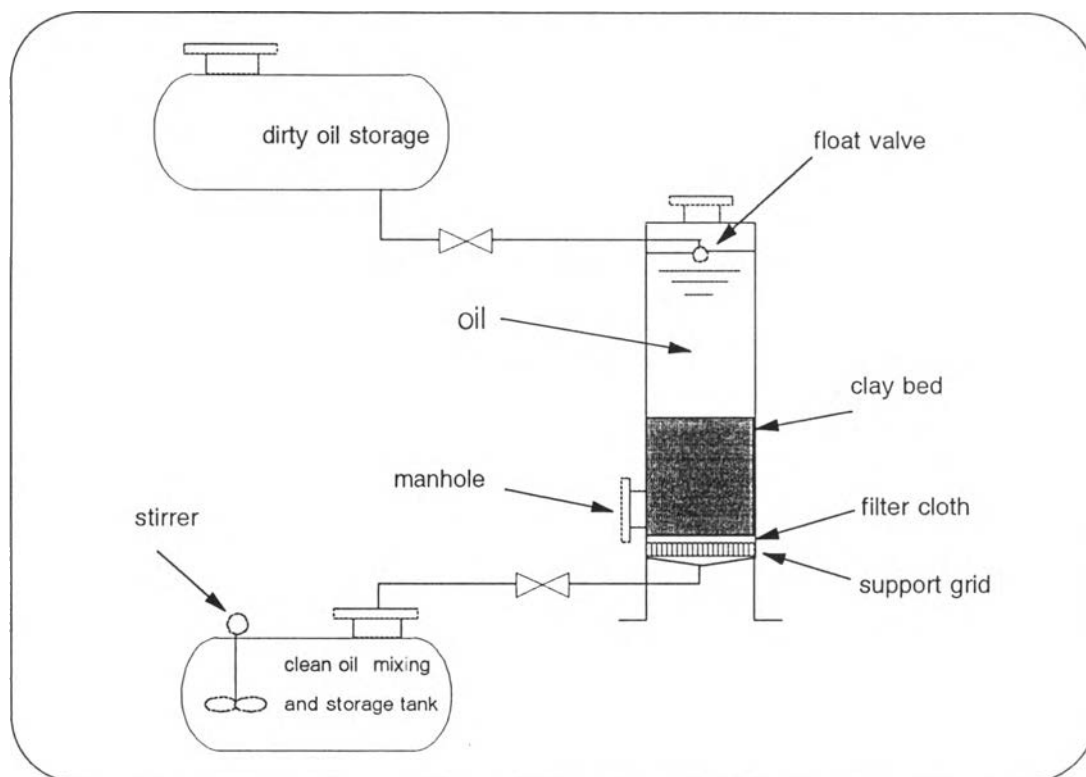 dirty oil storage
float valve
oil
clay bed
manhole
filter cloth
stirrer
support grid
clean oil mixing
and storage tank